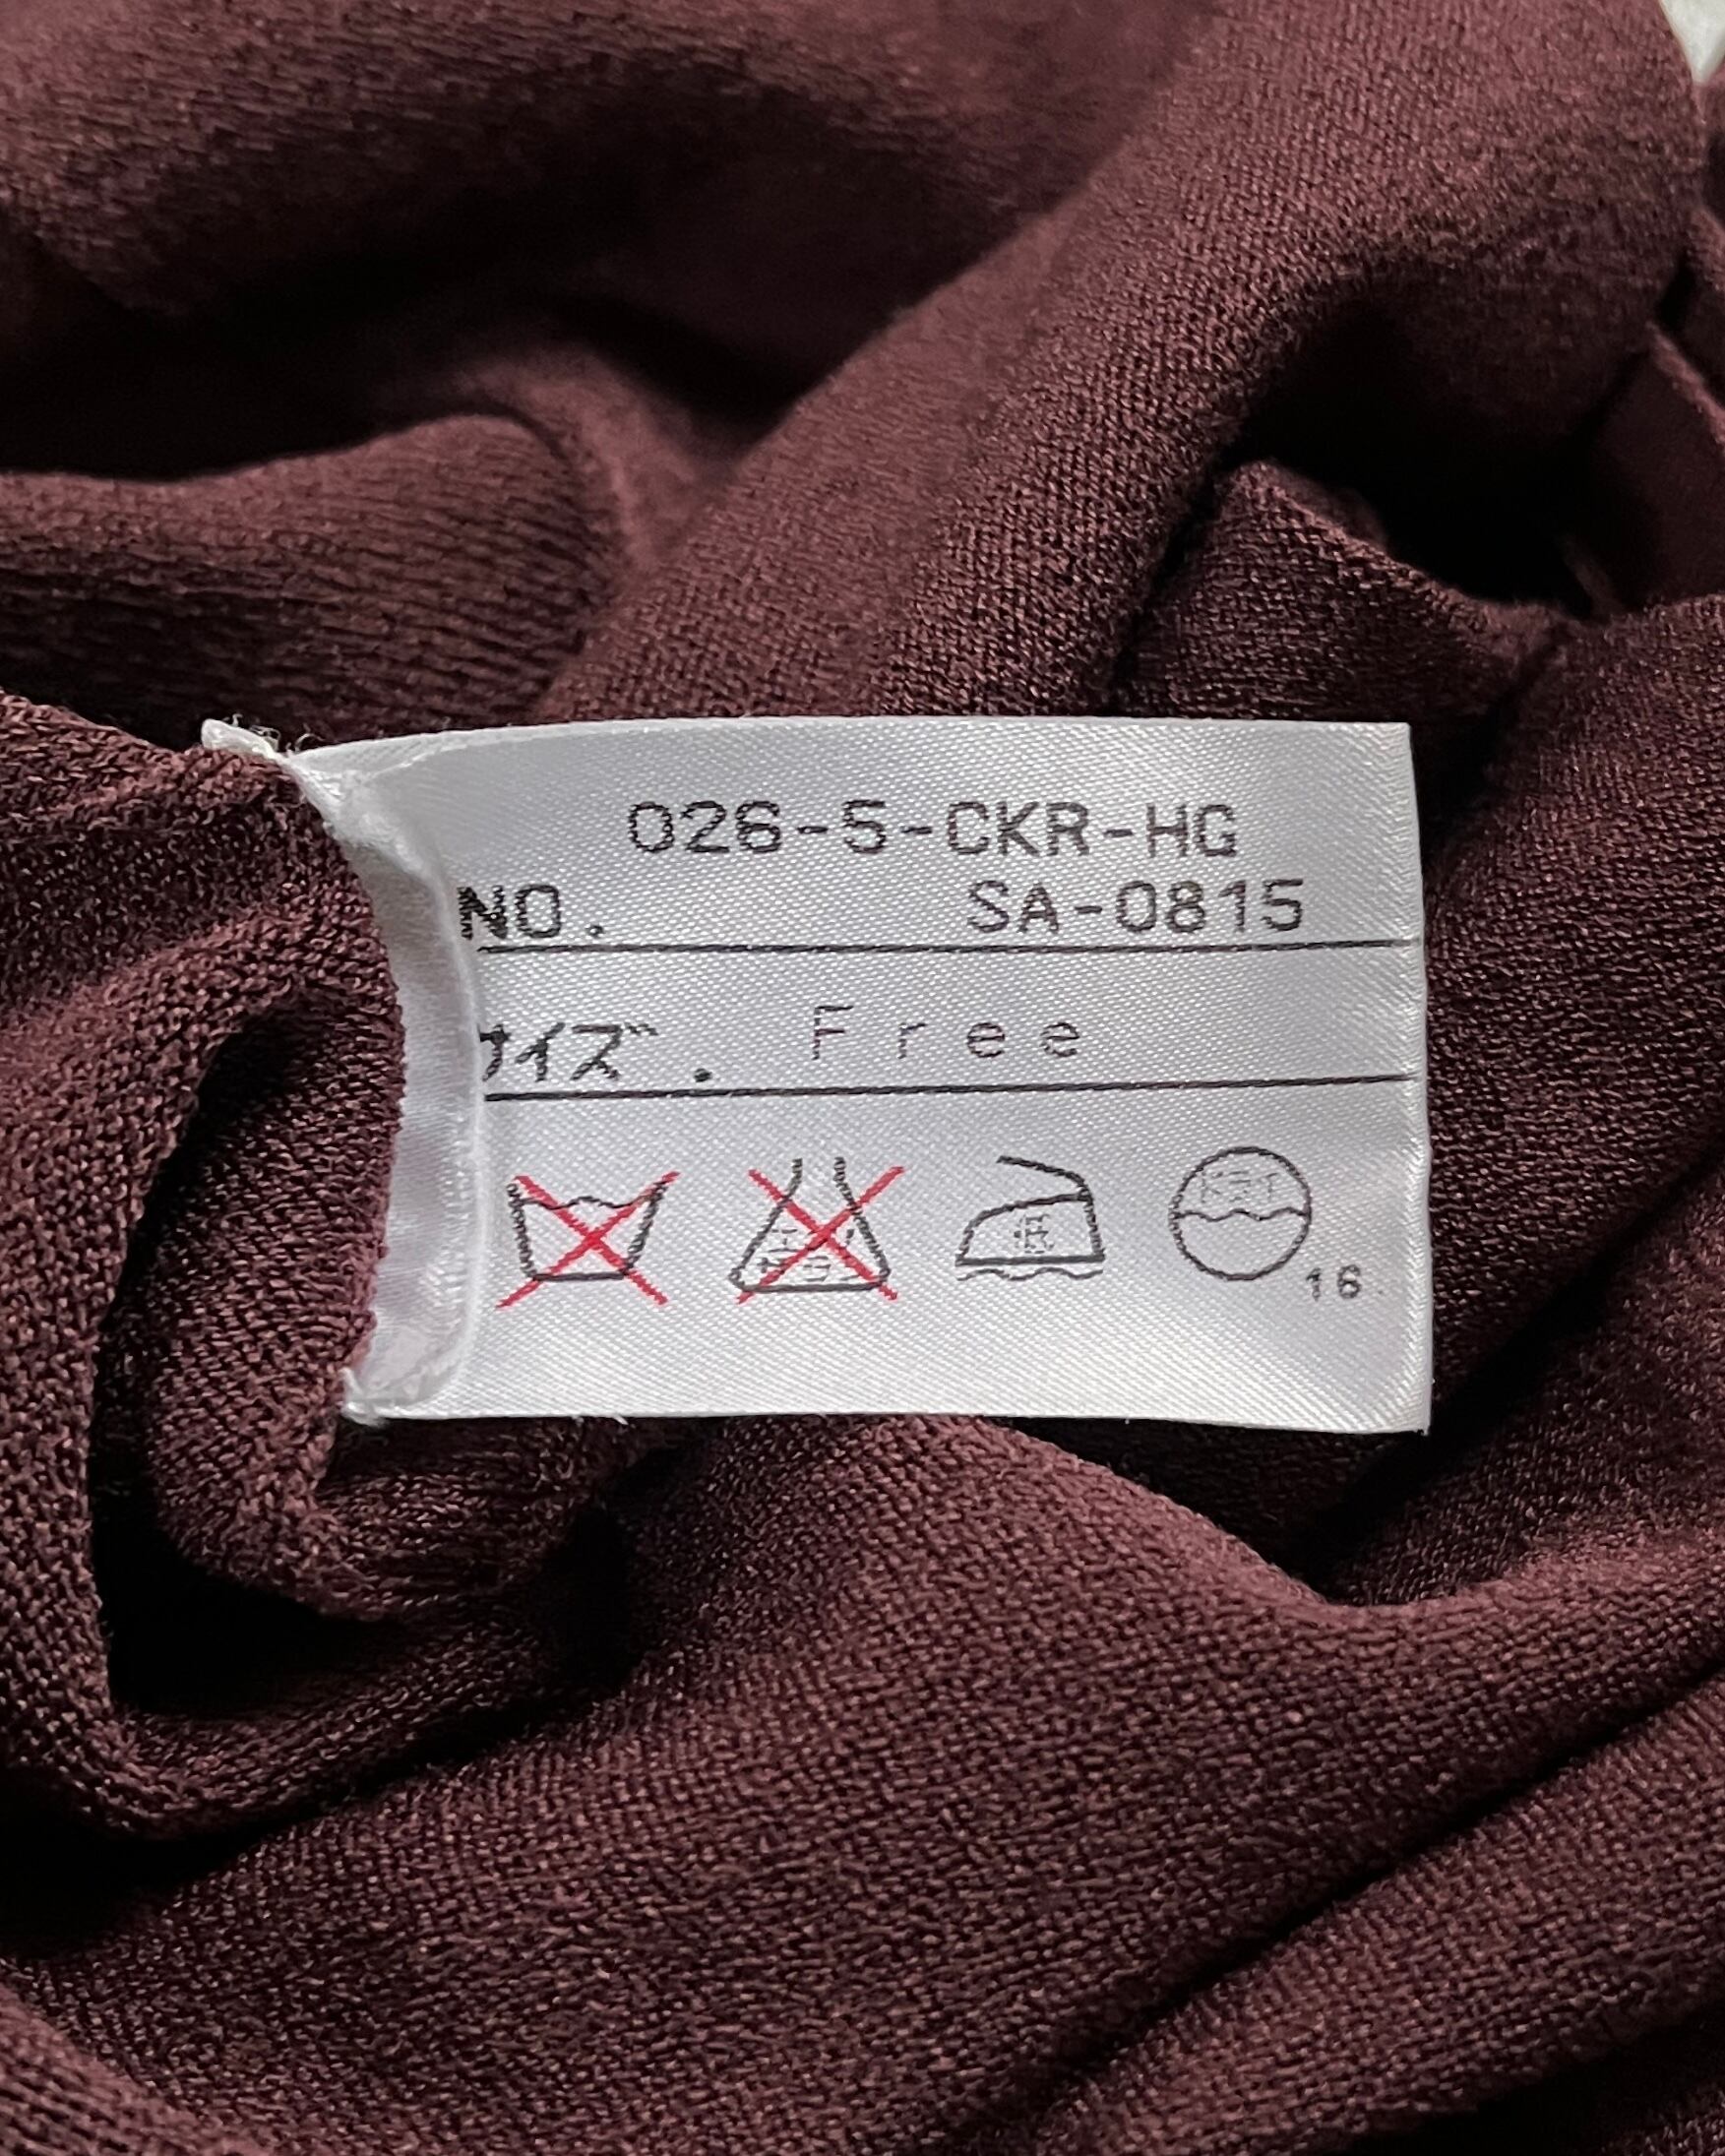 026-5-CKR-HG
NO. SA-0815
サイズ. Free
16